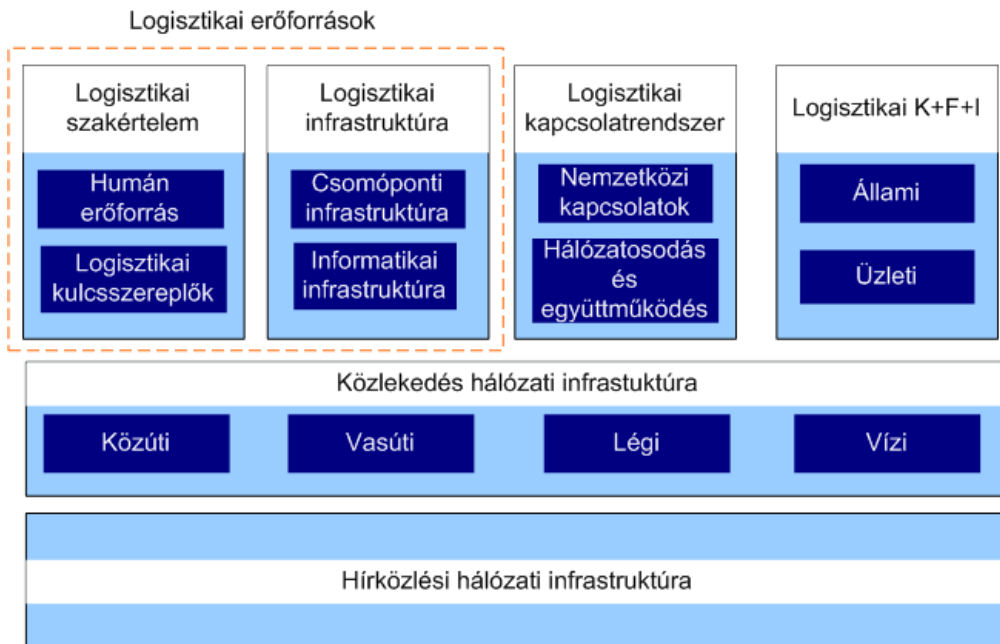 Logisztikai erőforrások
Logisztikai
szakértelem
Humán
erőforrás
Logisztikai
kulcsszereplők
Logisztikai
infrastruktúra
Csomóponti
infrastruktúra
Informatikai
infrastruktúra
Logisztikai
kapcsolatrendszer
Nemzetközi
kapcsolatok
Hálózatosodás
és
együttműködés
Logisztikai K+F+I
Állami
Üzleti
Közlekedés hálózati infrastuktúra
Közúti
Vasúti
Légi
Vízi
Hírközlési hálózati infrastruktúra